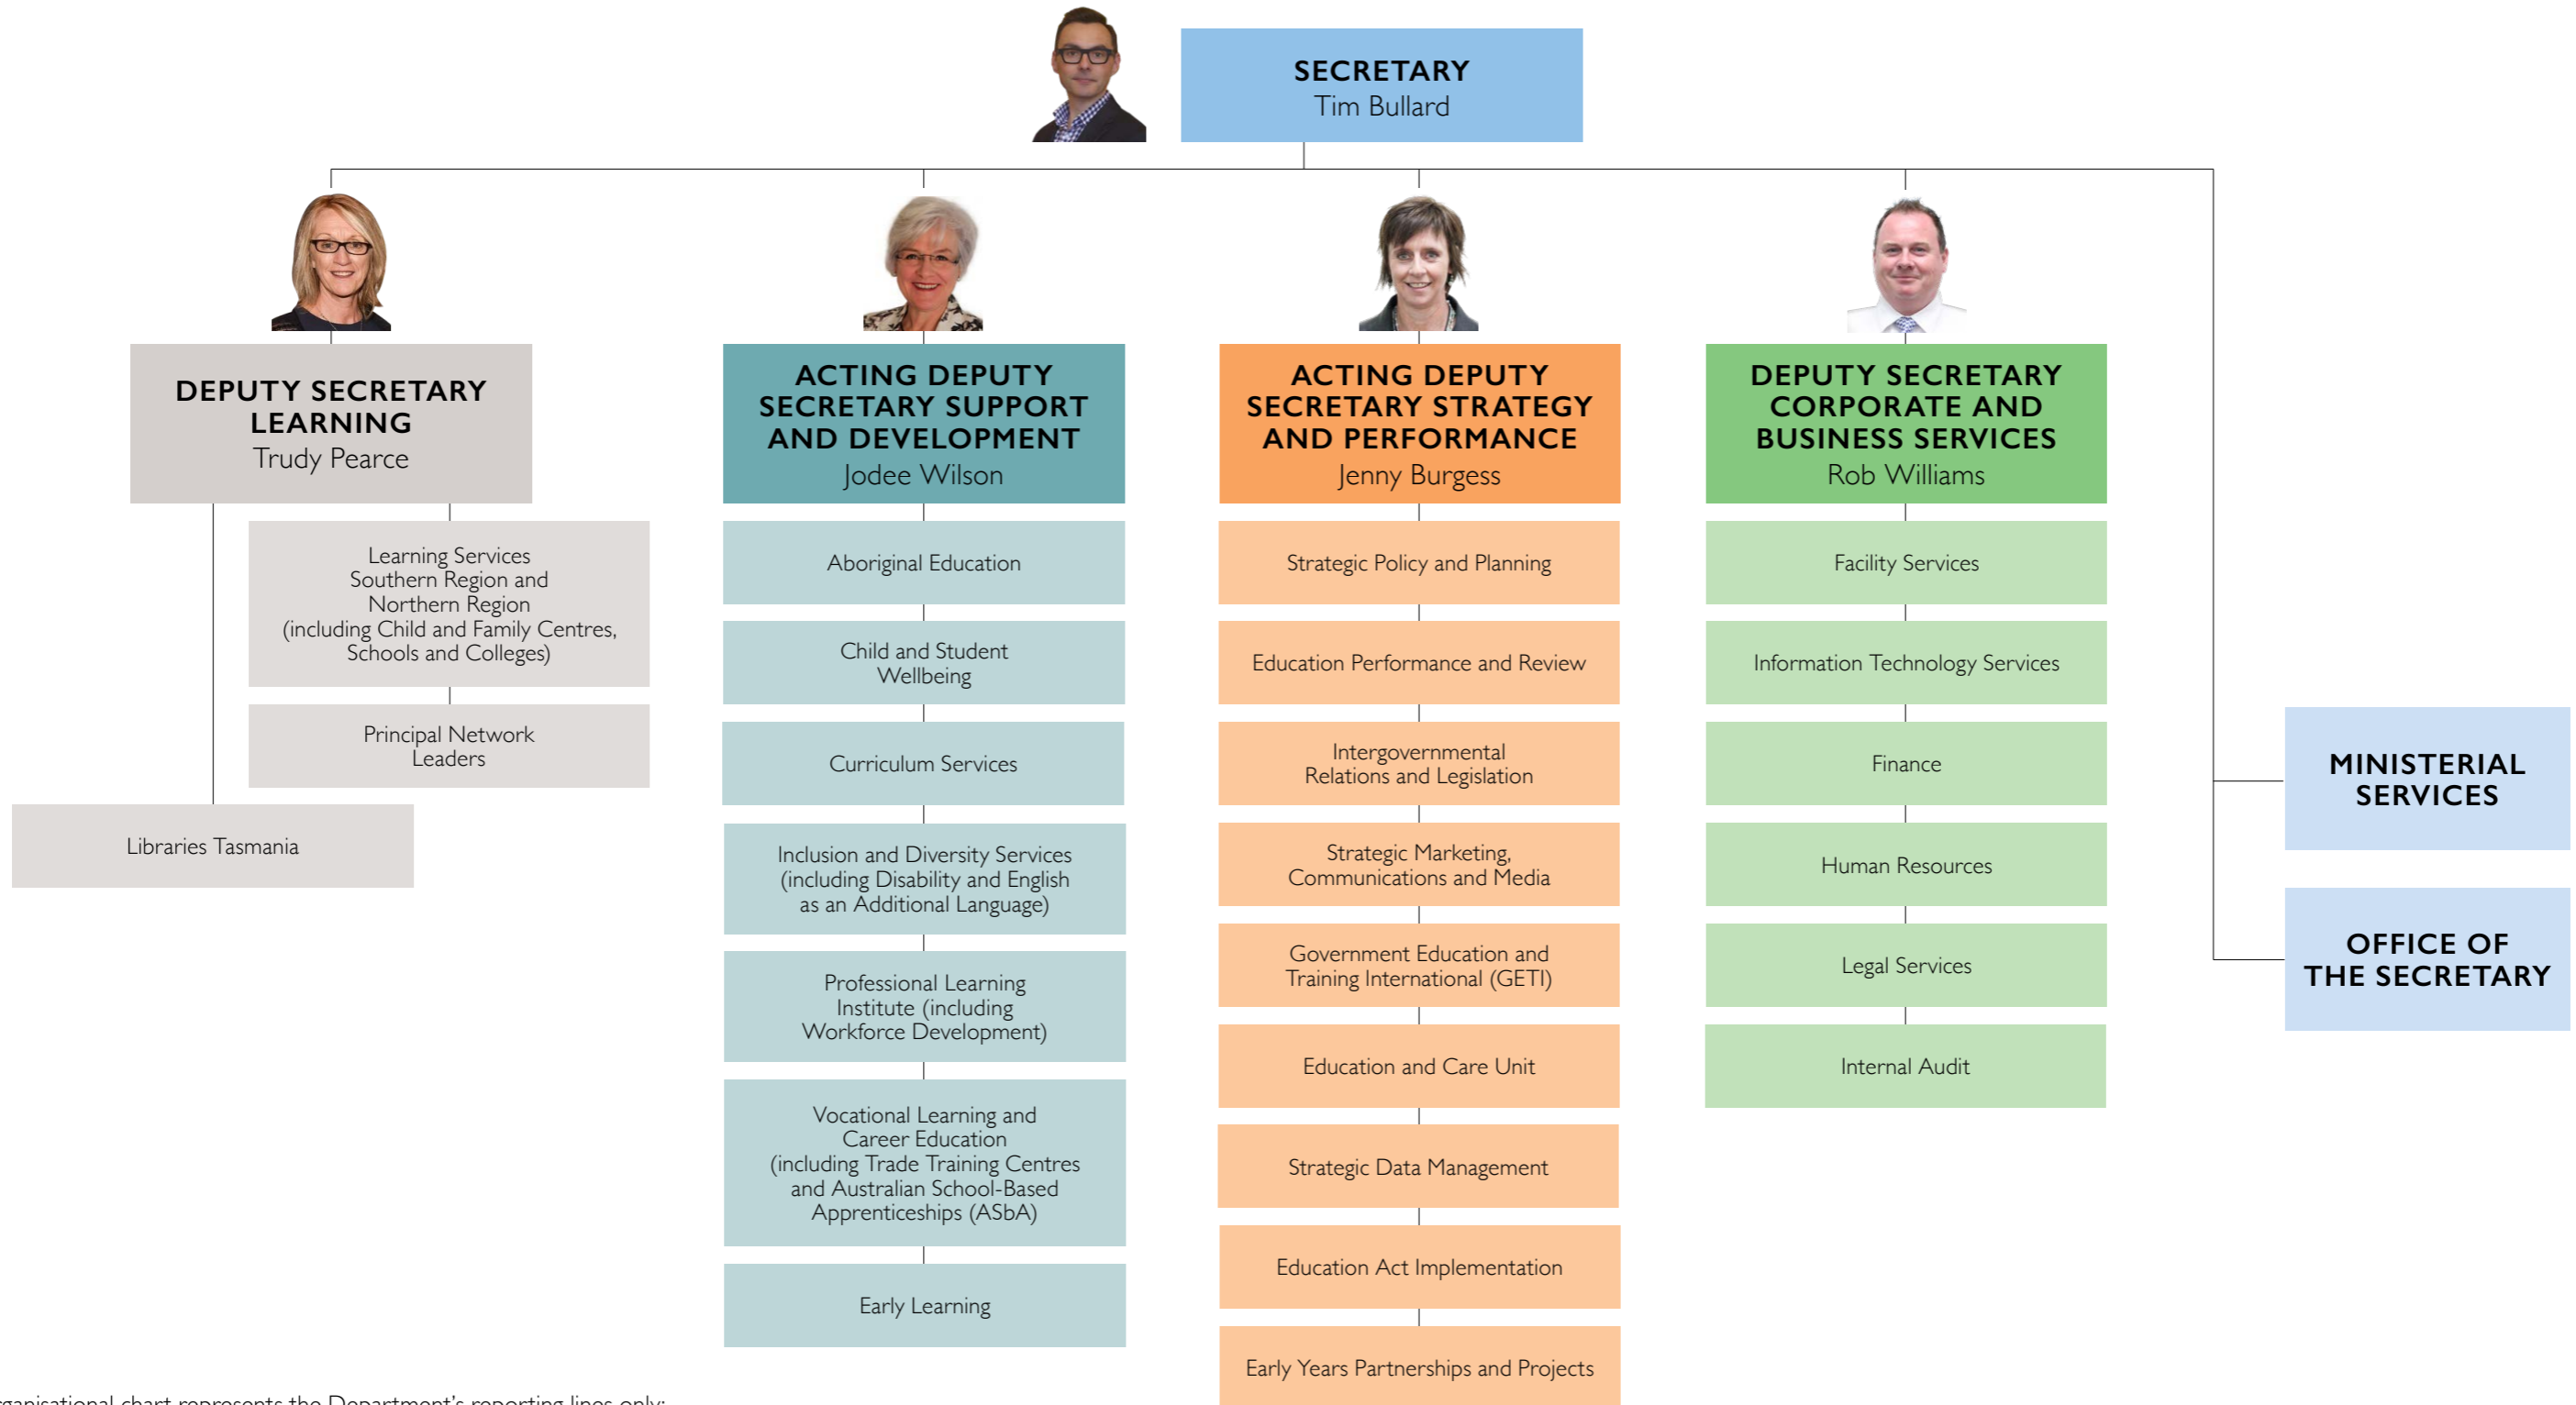 SECRETARY
Tim Bullard
DEPUTY SECRETARY
LEARNING
Trudy Pearce
Learning Services
Southern Region and
Northern Region
(including Child and Family Centres,
Schools and Colleges)
Principal Network
Leaders
Libraries Tasmania
ACTING DEPUTY
SECRETARY SUPPORT
AND DEVELOPMENT
Jodee Wilson
Aboriginal Education
Child and Student
Wellbeing
Curriculum Services
Inclusion and Diversity Services
(including Disability and English
as an Additional Language)
Professional Learning
Institute (including
Workforce Development)
Vocational Learning and
Career Education
(including Trade Training Centres
and Australian School-Based
Apprenticeships (ASbA)
Early Learning
ACTING DEPUTY
SECRETARY STRATEGY
AND PERFORMANCE
Jenny Burgess
Strategic Policy and Planning
Education Performance and Review
Intergovernmental
Relations and Legislation
Strategic Marketing,
Communications and Media
Government Education and
Training International (GETI)
Education and Care Unit
Strategic Data Management
Education Act Implementation
Early Years Partnerships and Projects
DEPUTY SECRETARY
CORPORATE AND
BUSINESS SERVICES
Rob Williams
Facility Services
Information Technology Services
Finance
Human Resources
Legal Services
Internal Audit
MINISTERIAL
SERVICES
OFFICE OF
THE SECRETARY
chart represents the Department's reporting lines only;